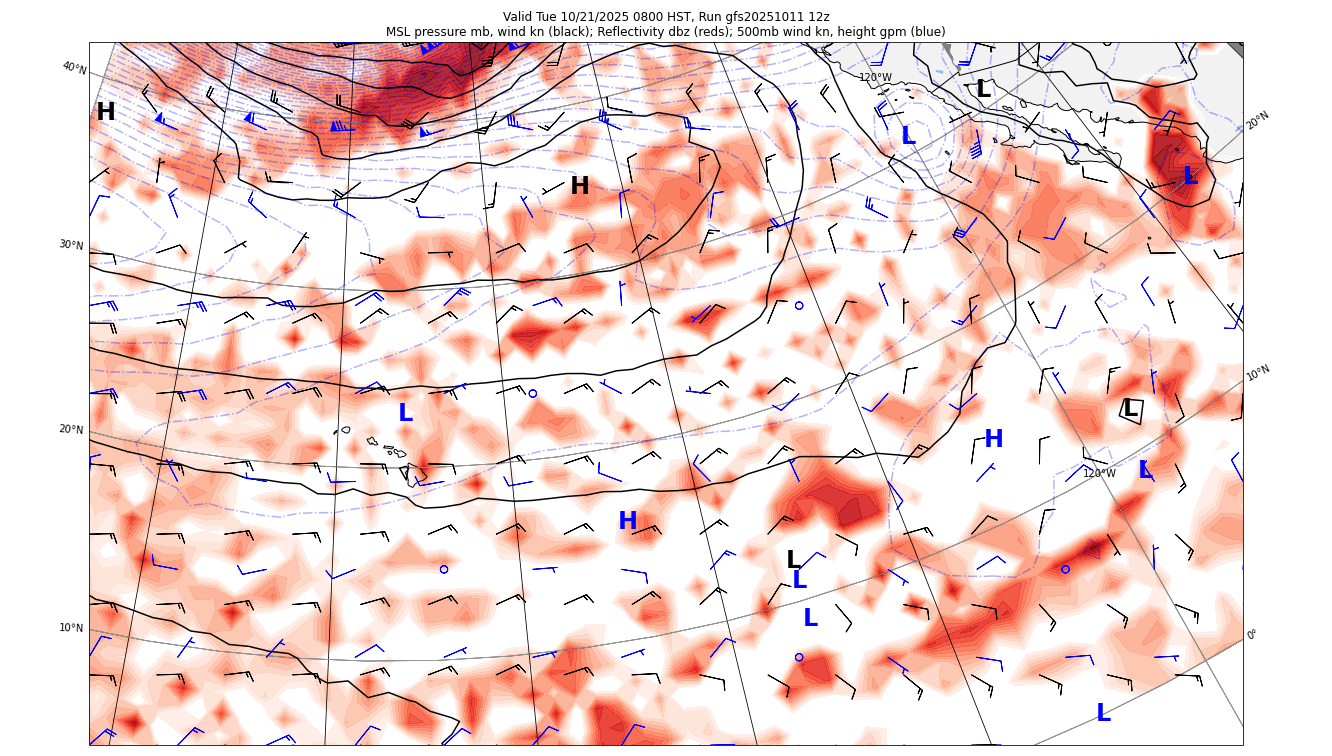 Valid Tue 10/21/2025 0800 HST, Run gfs20251011 12z
MSL pressure mb, wind kn (black); Reflectivity dbz (reds); 500mb wind kn, height gpm (blue)
40°N
120°W
L
H
20°N
L
L
H
30°N
10°N
L
L
20°N
H
120°W
L
H
L
L
L
10°N
0°
L